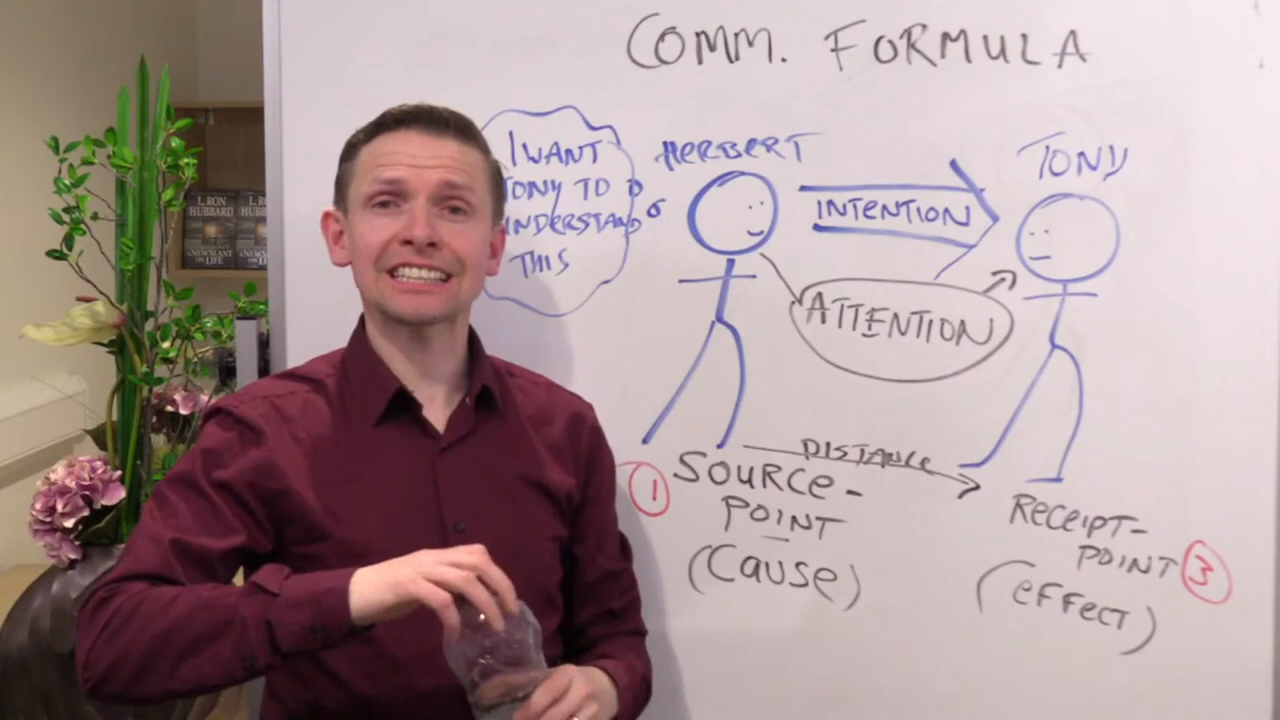 COMM. FORMULA
I WANT
TONY TO
UNDERSTAND
THIS
HERBERT
INTENTION
TONY
ATTENTION
DISTANCE
1
SOURCE-
POINT
(CAUSE)
RECEIPT-
POINT
3
(EFFECT)
L. RON
HUBBARD
A NEW SLANT
ON LIFE
L. R
HUBB